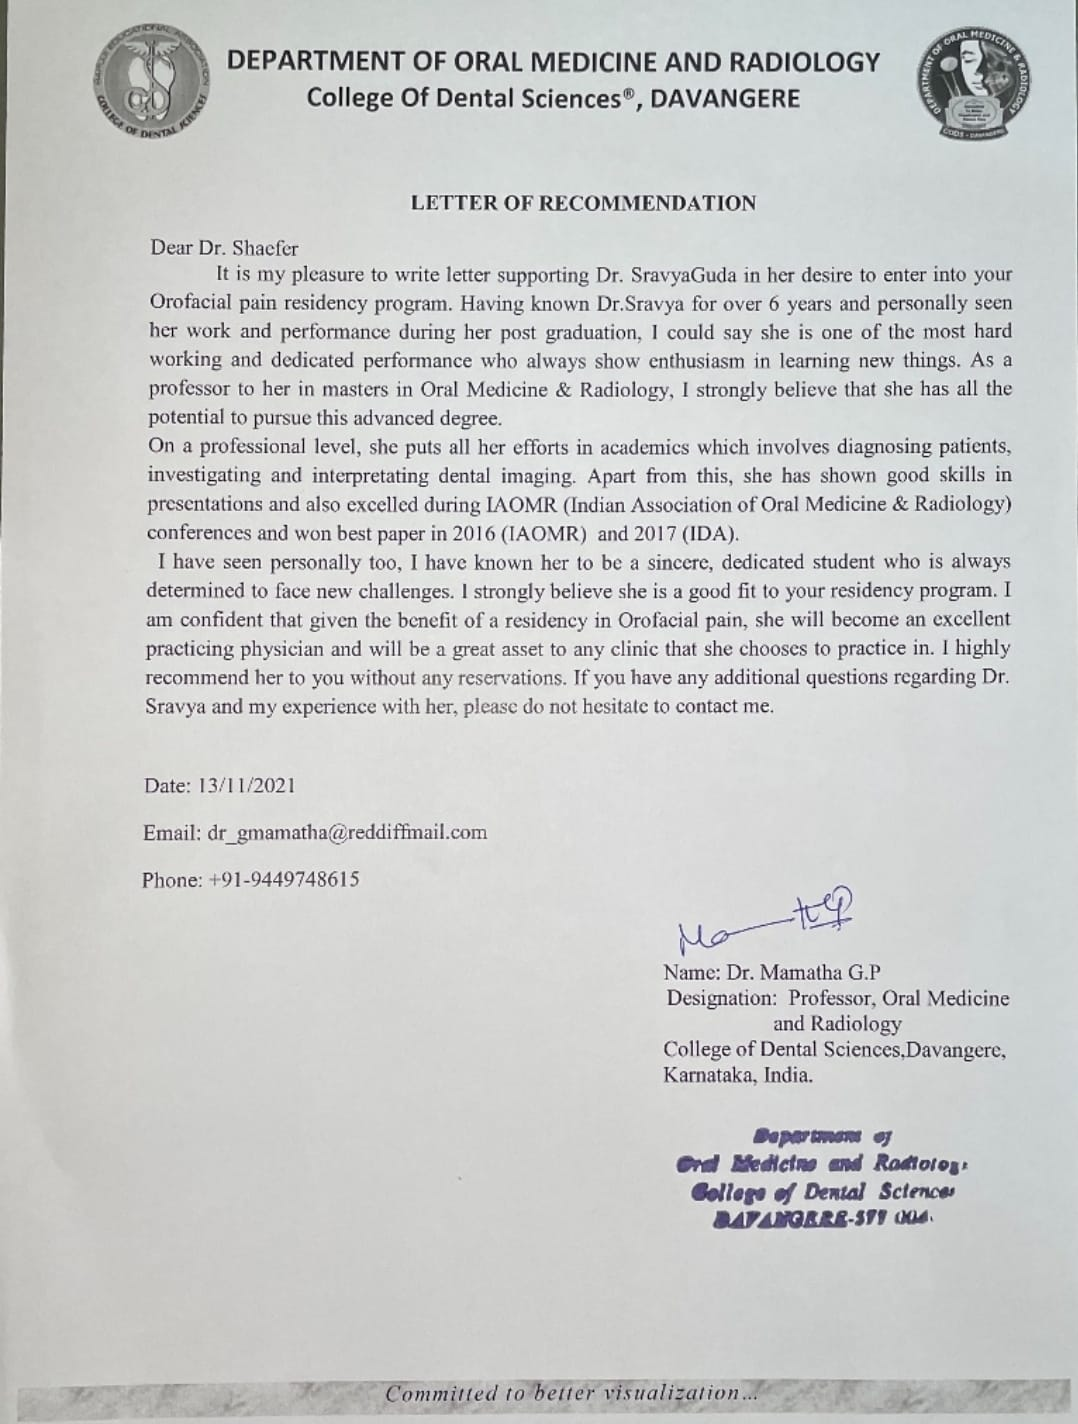 DEPARTMENT OF ORAL MEDICINE AND RADIOLOGY
College Of Dental Sciences®, DAVANGERE
COLLEGE OF DENTAL SCIENCES
DEPARTMENT OF ORAL MEDICINE & RADIOLOGY
CODS - DAVANGERE
LETTER OF RECOMMENDATION
Dear Dr. Shaefer
It is my pleasure to write letter supporting Dr. SravyaGuda in her desire to enter into your
Orofacial pain residency program. Having known Dr.Sravya for over 6 years and personally seen
her work and performance during her post graduation, I could say she is one of the most hard
working and dedicated performance who always show enthusiasm in learning new things. As a
professor to her in masters in Oral Medicine & Radiology, I strongly believe that she has all the
potential to pursue this advanced degree.
On a professional level, she puts all her efforts in academics which involves diagnosing patients,
investigating and interpretating dental imaging. Apart from this, she has shown good skills in
presentations and also excelled during IAOMR (Indian Association of Oral Medicine & Radiology)
conferences and won best paper in 2016 (IAOMR) and 2017 (IDA).
I have seen personally too, I have known her to be a sincere, dedicated student who is always
determined to face new challenges. I strongly believe she is a good fit to your residency program. I
am confident that given the benefit of a residency in Orofacial pain, she will become an excellent
practicing physician and will be a great asset to any clinic that she chooses to practice in. I highly
recommend her to you without any reservations. If you have any additional questions regarding Dr.
Sravya and my experience with her, please do not hesitate to contact me.
Date: 13/11/2021
Email: dr_gmamatha@reddiffmail.com
Phone: +91-9449748615
Name: Dr. Mamatha G.P
Designation: Professor, Oral Medicine
and Radiology
College of Dental Sciences,Davangere,
Karnataka, India.
Department of
Oral Medicine and Radiology
College of Dental Sciences
DAVANGERE-577 004.
Committed to better visualization...